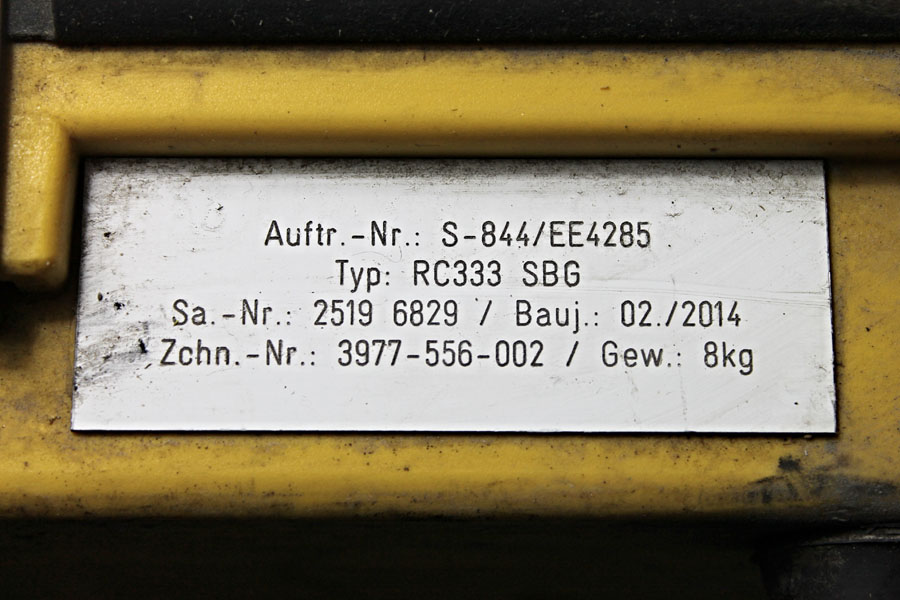 Auftr.-Nr.: S-844/EE4285
Typ: RC333 SBG
Sa.-Nr.: 2519 6829 / Bauj.: 02./2014
Zchn.-Nr.: 3977-556-002 / Gew.: 8kg